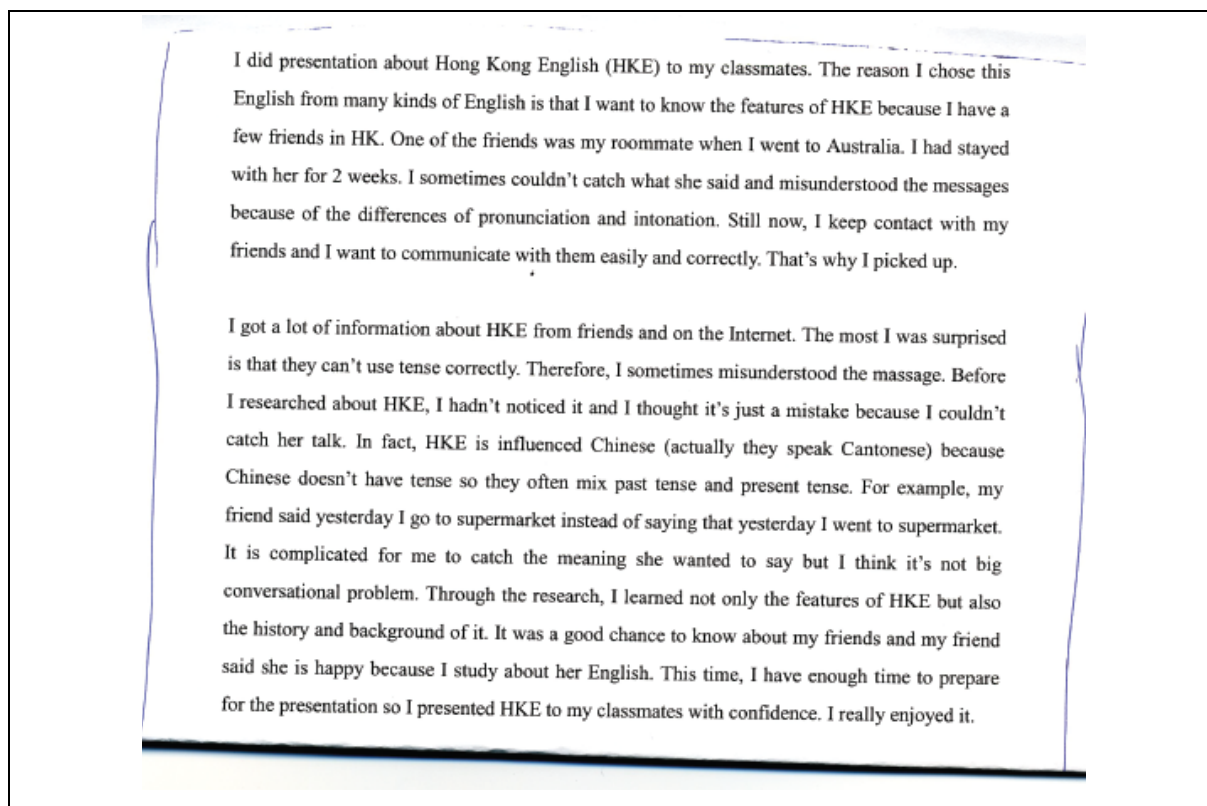 I did presentation about Hong Kong English (HKE) to my classmates. The reason I chose this
English from many kinds of English is that I want to know the features of HKE because I have a
few friends in HK. One of the friends was my roommate when I went to Australia. I had stayed
with her for 2 weeks. I sometimes couldn't catch what she said and misunderstood the messages
because of the differences of pronunciation and intonation. Still now, I keep contact with my
friends and I want to communicate with them easily and correctly. That's why I picked up.
I got a lot of information about HKE from friends and on the Internet. The most I was surprised
is that they can't use tense correctly. Therefore, I sometimes misunderstood the massage. Before
I researched about HKE, I hadn't noticed it and I thought it's just a mistake because I couldn't
catch her talk. In fact, HKE is influenced Chinese (actually they speak Cantonese) because
Chinese doesn't have tense so they often mix past tense and present tense. For example, my
friend said yesterday I go to supermarket instead of saying that yesterday I went to supermarket.
It is complicated for me to catch the meaning she wanted to say but I think it's not big
conversational problem. Through the research, I learned not only the features of HKE but also
the history and background of it. It was a good chance to know about my friends and my friend
said she is happy because I study about her English. This time, I have enough time to prepare
for the presentation so I presented HKE to my classmates with confidence. I really enjoyed it.